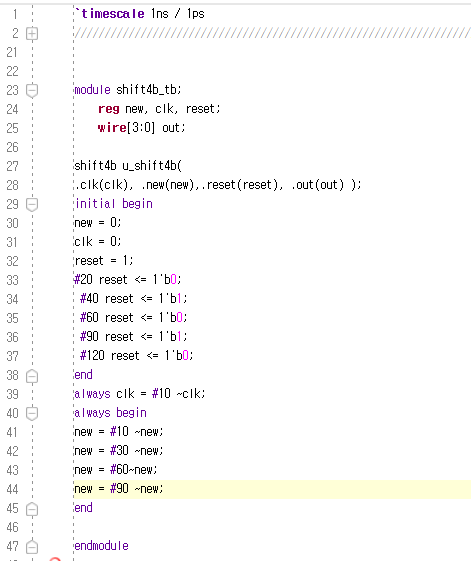 1 `timescale 1ns / 1ps
2 ////////////////////////////////////////////////////////////////////////
21
22
23 module shift4b_tb;
24 reg new, clk, reset;
25 wire[3:0] out;
26
27 shift4b u_shift4b(
28 .clk(clk), .new(new),.reset(reset), .out(out) );
29 initial begin
30 new = 0;
31 clk = 0;
32 reset = 1;
33 #20 reset <= 1'b0;
34 #40 reset <= 1'b1;
35 #60 reset <= 1'b0;
36 #90 reset <= 1'b1;
37 #120 reset <= 1'b0;
38 end
39 always clk = #10 ~clk;
40 always begin
41 new = #10 ~new;
42 new = #30 ~new;
43 new = #60~new;
44 new = #90 ~new;
45 end
46
47 endmodule